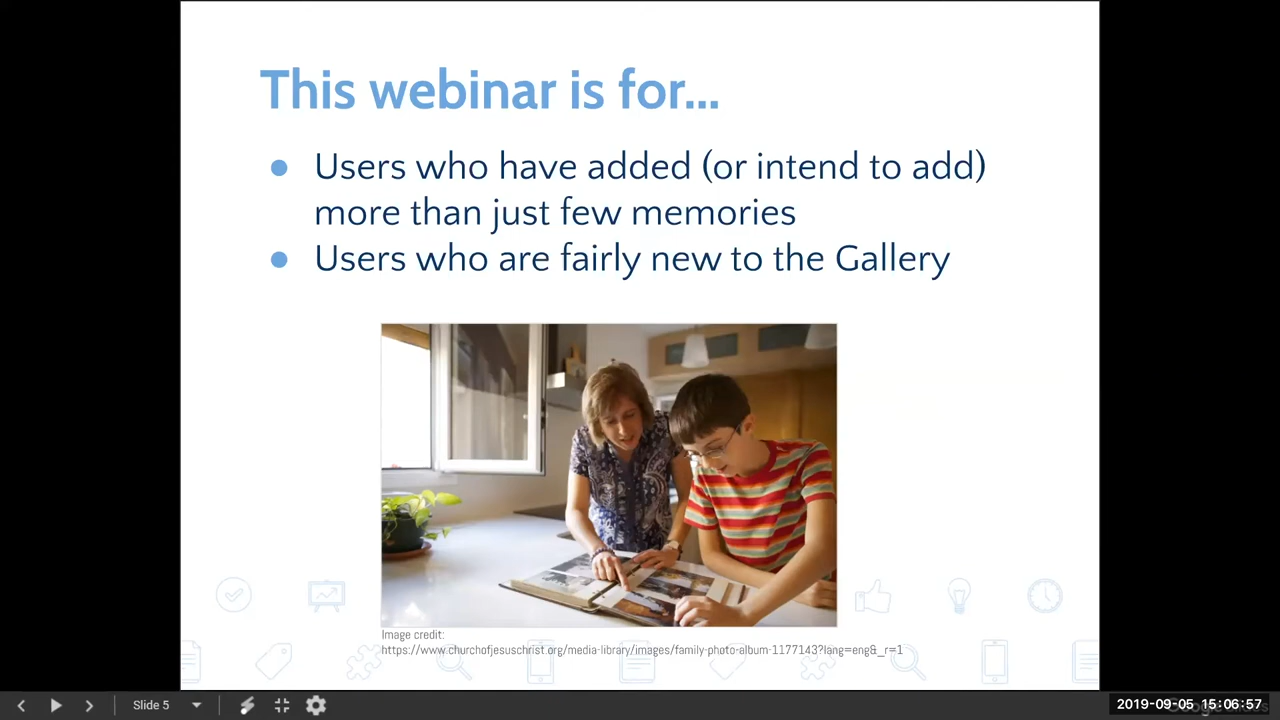 This webinar is for...
● Users who have added (or intend to add)
more than just few memories
● Users who are fairly new to the Gallery
Image credit:
https://www.churchofjesuschrist.org/media-library/images/family-photo-album-1177143?lang=eng&_r=1
Slide 5
2019-09-05 15:06:57